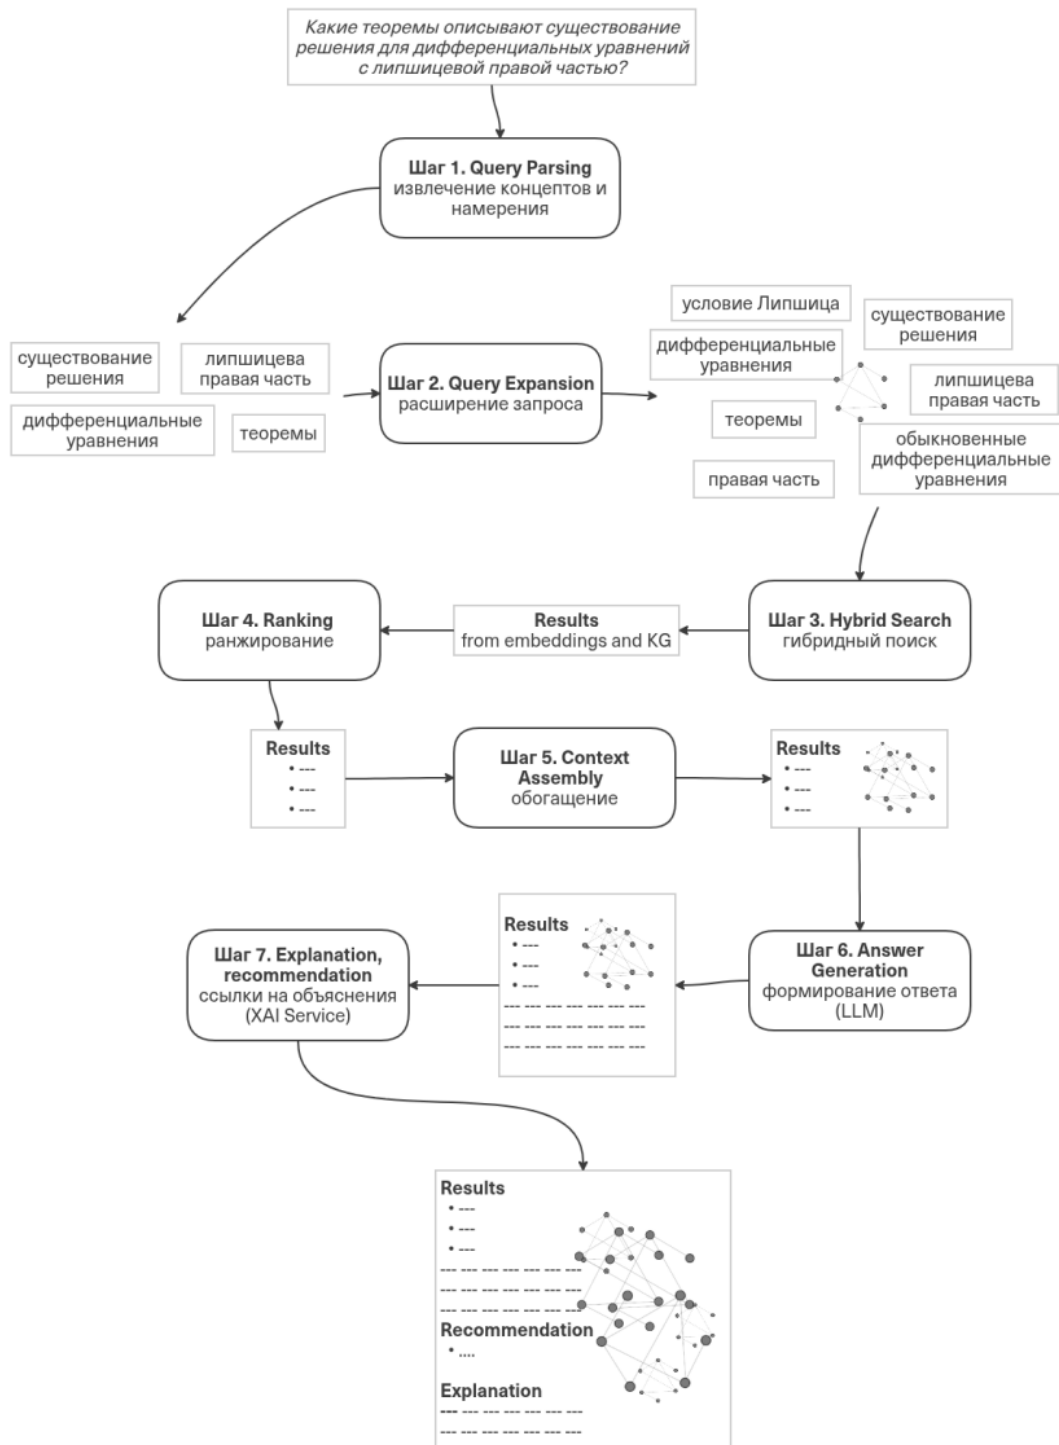 Какие теоремы описывают существование
решения для дифференциальных уравнений
с липшицевой правой частью?
Шаг 1. Query Parsing
извлечение концептов и
намерения
существование
решения
липшицева
правая часть
дифференциальные
уравнения
теоремы
Шаг 2. Query Expansion
расширение запроса
условие Липшица
существование
решения
дифференциальные
уравнения
липшицева
правая часть
теоремы
обыкновенные
дифференциальные
уравнения
правая часть
Шаг 3. Hybrid Search
гибридный поиск
Results
from embeddings and KG
Шаг 4. Ranking
ранжирование
Results
• ---
• ---
• ---
Шаг 5. Context
Assembly
обогащение
Results
• ---
• ---
• ---
Шаг 6. Answer
Generation
формирование ответа
(LLM)
Results
• ---
• ---
• ---
--- --- --- --- --- ---
--- --- --- --- --- ---
--- --- --- --- --- ---
Шаг 7. Explanation,
recommendation
ссылки на объяснения
(XAI Service)
Results
• ---
• ---
• ---
--- --- --- --- --- ---
--- --- --- --- --- ---
--- --- --- --- --- ---
Recommendation
• ....
Explanation
--- --- --- --- --- ---
--- --- --- --- --- ---